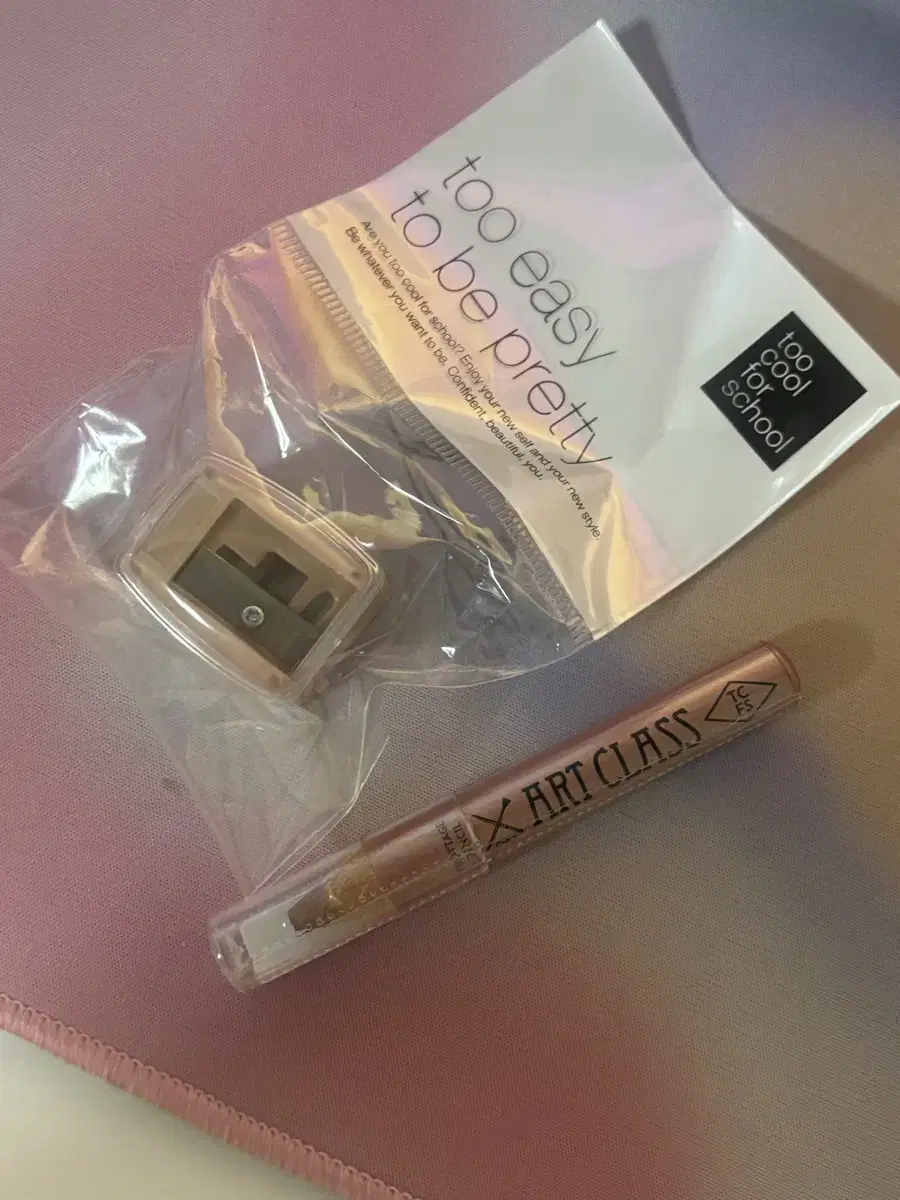 too easy
to be pretty
Are you too cool for school? Enjoy your new self and your new style.
Be whatever you want to be. Confident, beautiful, you.
too
cool
for
school
ART CLASS
TC
FS
PENCIL